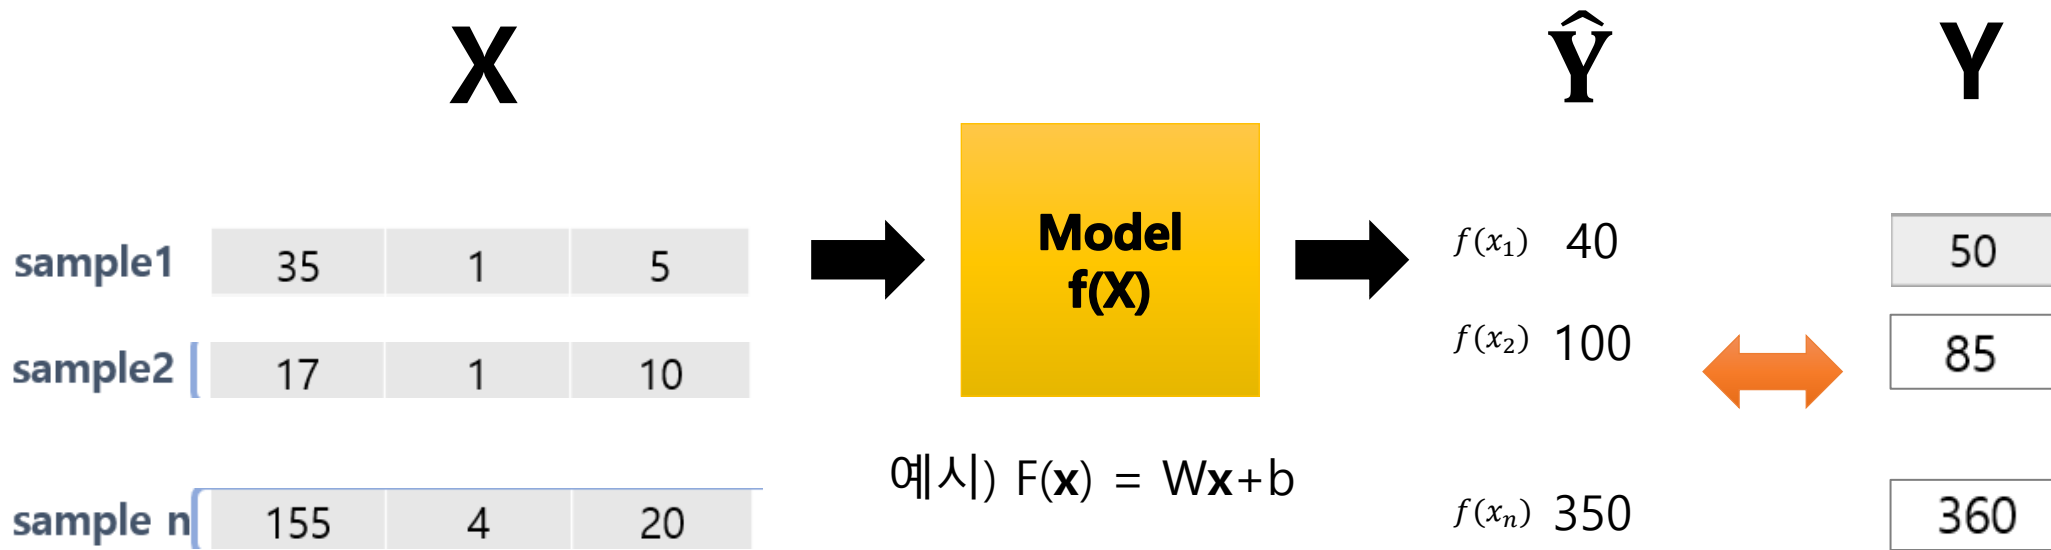 X
Ŷ
Y
sample1 35 1 5
Model
f(X)
f(x₁) 40
50
sample2 17 1 10
f(x₂) 100
85
예시) F(x) = Wx+b
sample n 155 4 20
f(xₙ) 350
360